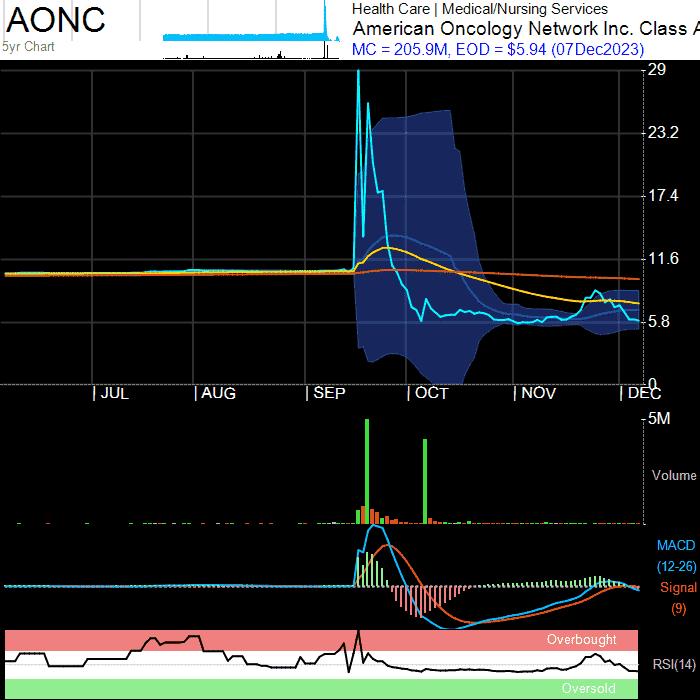 AONC
5yr Chart
Health Care | Medical/Nursing Services
American Oncology Network Inc. Class A
MC = 205.9M, EOD = $5.94 (07Dec2023)
29
23.2
17.4
11.6
5.8
0
JUL
AUG
SEP
OCT
NOV
DEC
5M
Volume
MACD
(12-26)
Signal
(9)
Overbought
RSI(14)
Oversold